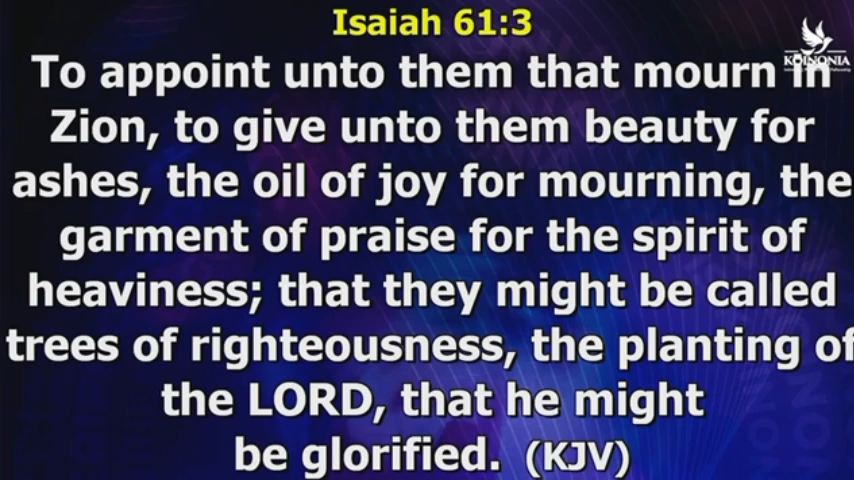 Isaiah 61:3
KOINONIA
To appoint unto them that mourn in
Zion, to give unto them beauty for
ashes, the oil of joy for mourning, the
garment of praise for the spirit of
heaviness; that they might be called
trees of righteousness, the planting of
the LORD, that he might
be glorified. (KJV)